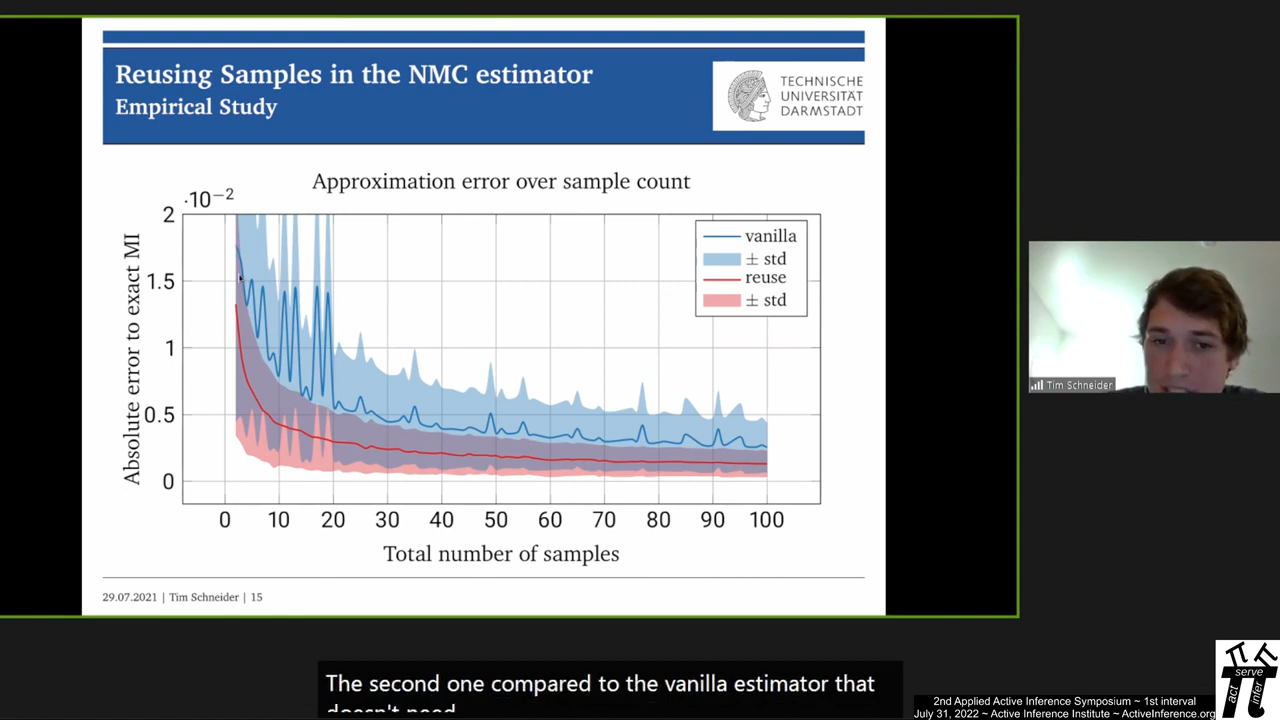 Reusing Samples in the NMC estimator
Empirical Study
TECHNISCHE
UNIVERSITÄT
DARMSTADT
Approximation error over sample count
·10−2
2
1.5
1
0.5
0
Absolute error to exact MI
vanilla
± std
reuse
± std
0 10 20 30 40 50 60 70 80 90 100
Total number of samples
29.07.2021 | Tim Schneider | 15
Tim Schneider
The second one compared to the vanilla estimator that
doesn't need
serve
act
infer
2nd Applied Active Inference Symposium ~ 1st interval
July 31, 2022 ~ Active Inference Institute ~ ActiveInference.org